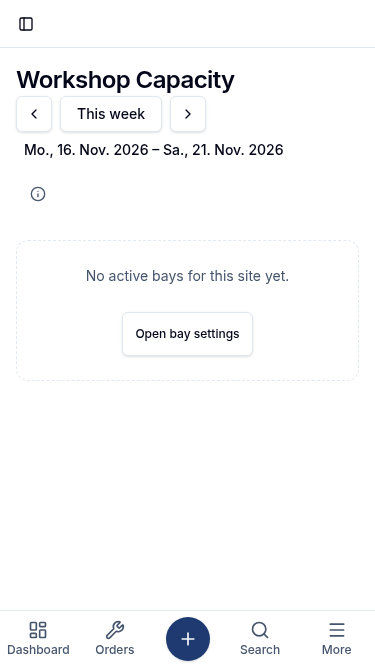 Workshop Capacity
This week
Mo., 16. Nov. 2026 – Sa., 21. Nov. 2026
No active bays for this site yet.
Open bay settings
Dashboard
Orders
Search
More